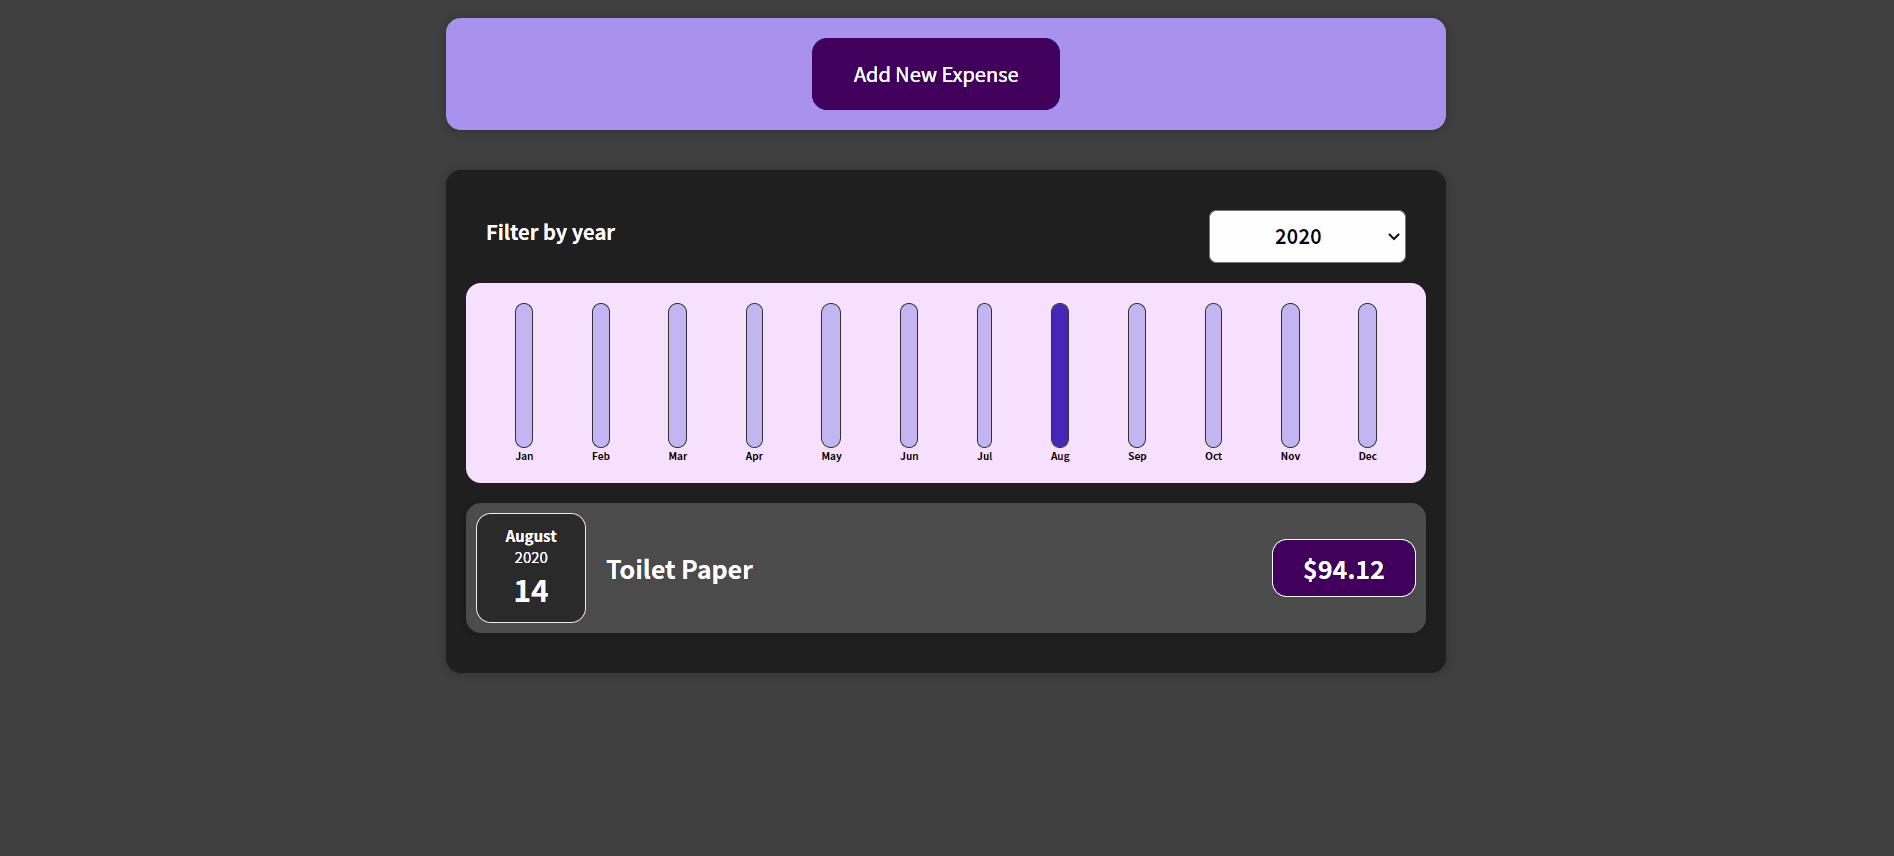 Add New Expense
Filter by year
2020
Jan Feb Mar Apr May Jun Jul Aug Sep Oct Nov Dec
August
2020
14
Toilet Paper
$94.12